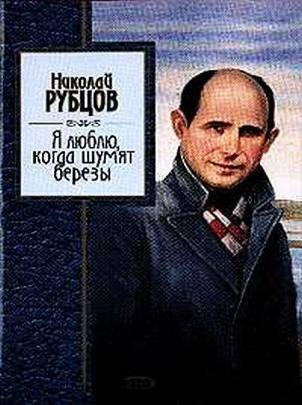 Николай
РУБЦОВ
Я люблю,
когда шумят
березы